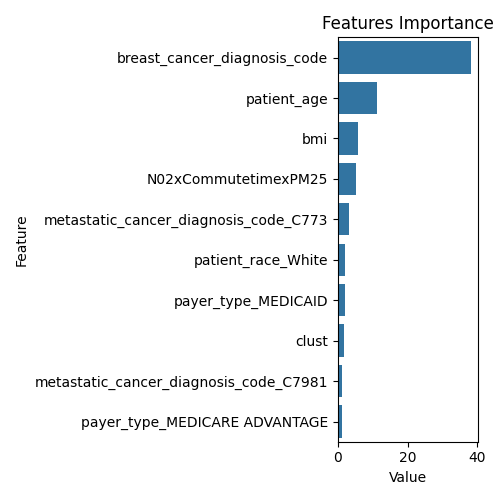 Features Importance
breast_cancer_diagnosis_code
patient_age
bmi
N02xCommutetimexPM25
metastatic_cancer_diagnosis_code_C773
patient_race_White
payer_type_MEDICAID
clust
metastatic_cancer_diagnosis_code_C7981
payer_type_MEDICARE ADVANTAGE
Feature
0 20 40
Value